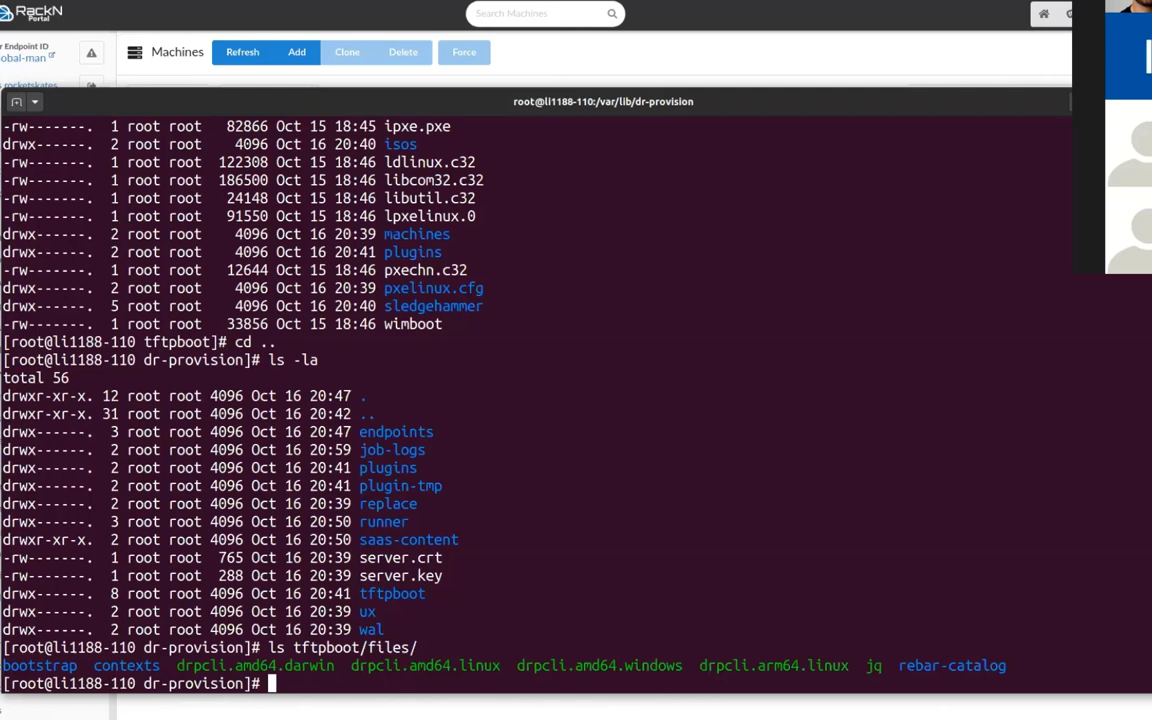 RackN
Portal
Search Machines
Endpoint ID
obal-man
rocketskates
Machines Refresh Add Clone Delete Force
root@li1188-110:/var/lib/dr-provision
-rw-------. 1 root root 82866 Oct 15 18:45 ipxe.pxe
drwx------. 2 root root 4096 Oct 16 20:40 isos
-rw-------. 1 root root 122308 Oct 15 18:46 ldlinux.c32
-rw-------. 1 root root 186500 Oct 15 18:46 libcom32.c32
-rw-------. 1 root root 24148 Oct 15 18:46 libutil.c32
-rw-------. 1 root root 91550 Oct 15 18:46 lpxelinux.0
drwx------. 2 root root 4096 Oct 16 20:39 machines
drwx------. 2 root root 4096 Oct 16 20:41 plugins
-rw-------. 1 root root 12644 Oct 15 18:46 pxechn.c32
drwx------. 2 root root 4096 Oct 16 20:39 pxelinux.cfg
drwx------. 5 root root 4096 Oct 16 20:40 sledgehammer
-rw-------. 1 root root 33856 Oct 15 18:46 wimboot
[root@li1188-110 tftpboot]# cd ..
[root@li1188-110 dr-provision]# ls -la
total 56
drwxr-xr-x. 12 root root 4096 Oct 16 20:47 .
drwxr-xr-x. 31 root root 4096 Oct 16 20:42 ..
drwx------. 3 root root 4096 Oct 16 20:47 endpoints
drwx------. 2 root root 4096 Oct 16 20:59 job-logs
drwx------. 2 root root 4096 Oct 16 20:41 plugins
drwx------. 2 root root 4096 Oct 16 20:41 plugin-tmp
drwx------. 2 root root 4096 Oct 16 20:39 replace
drwx------. 3 root root 4096 Oct 16 20:50 runner
drwxr-xr-x. 2 root root 4096 Oct 16 20:50 saas-content
-rw-------. 1 root root 765 Oct 16 20:39 server.crt
-rw-------. 1 root root 288 Oct 16 20:39 server.key
drwx------. 8 root root 4096 Oct 16 20:41 tftpboot
drwx------. 2 root root 4096 Oct 16 20:39 ux
drwx------. 2 root root 4096 Oct 16 20:39 wal
[root@li1188-110 dr-provision]# ls tftpboot/files/
bootstrap contexts drpcli.amd64.darwin drpcli.amd64.linux drpcli.amd64.windows drpcli.arm64.linux jq rebar-catalog
[root@li1188-110 dr-provision]#